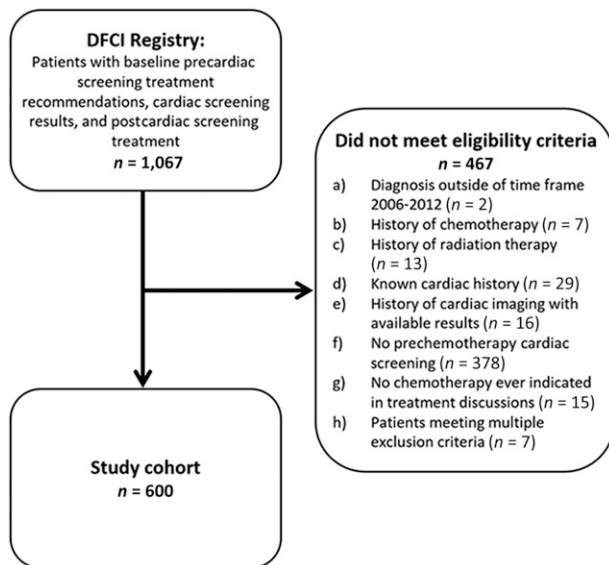 DFCI Registry:
Patients with baseline precardiac
screening treatment
recommendations, cardiac screening
results, and postcardiac screening
treatment
n = 1,067
Did not meet eligibility criteria
n = 467
a) Diagnosis outside of time frame
2006-2012 (n = 2)
b) History of chemotherapy (n = 7)
c) History of radiation therapy
(n = 13)
d) Known cardiac history (n = 29)
e) History of cardiac imaging with
available results (n = 16)
f) No prechemotherapy cardiac
screening (n = 378)
g) No chemotherapy ever indicated
in treatment discussions (n = 15)
h) Patients meeting multiple
exclusion criteria (n = 7)
Study cohort
n = 600